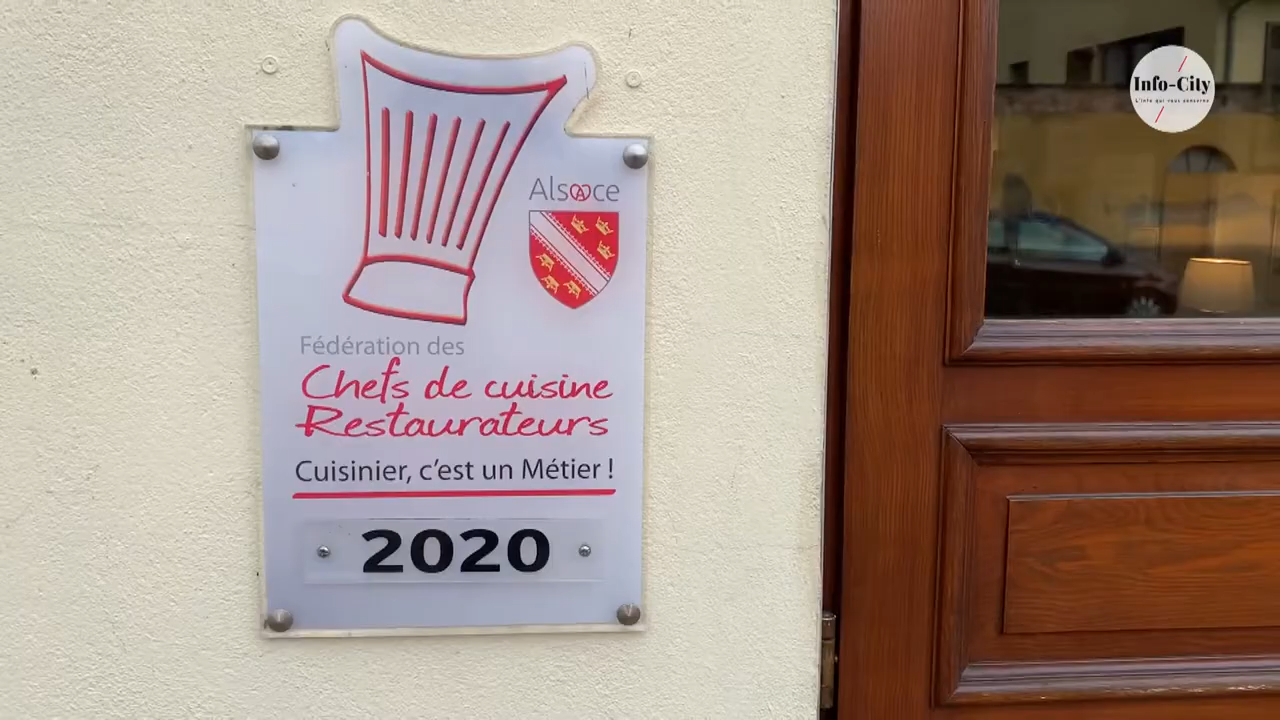 Info-City
L'info qui vous concerne
Alsace
Fédération des
Chefs de cuisine
Restaurateurs
Cuisinier, c'est un Métier !
2020